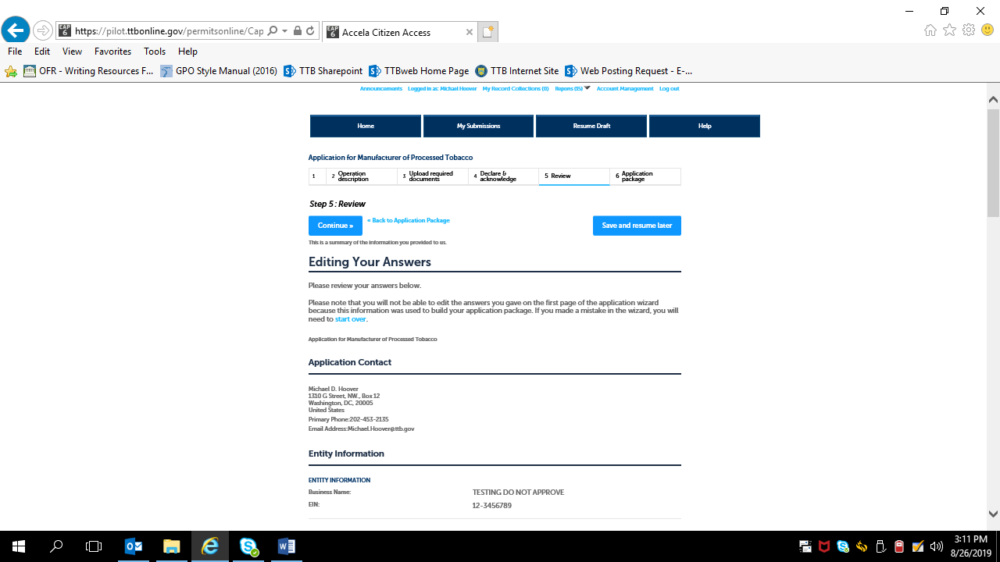 https://pilot.ttbonline.gov/permitsonline/Cap
Accela Citizen Access
File Edit View Favorites Tools Help
OFR - Writing Resources F... GPO Style Manual (2016) TTB Sharepoint TTBweb Home Page TTB Internet Site Web Posting Request - E-...
Announcements Logged in as: Michael Hoover My Record Collections (0) Reports (15) Account Management Log out
Home My Submissions Resume Draft Help
Application for Manufacturer of Processed Tobacco
1 2 Operation description 3 Upload required documents 4 Declare & acknowledge 5 Review 6 Application package
Step 5 : Review
Continue » « Back to Application Package Save and resume later
This is a summary of the information you provided to us.
Editing Your Answers
Please review your answers below.
Please note that you will not be able to edit the answers you gave on the first page of the application wizard
because this information was used to build your application package. If you made a mistake in the wizard, you will
need to start over.
Application for Manufacturer of Processed Tobacco
Application Contact
Michael D. Hoover
1310 G Street, NW., Box 12
Washington, DC, 20005
United States
Primary Phone:202-453-2135
Email Address:Michael.Hoover@ttb.gov
Entity Information
ENTITY INFORMATION
Business Name: TESTING DO NOT APPROVE
EIN: 12-3456789
3:11 PM
8/26/2019